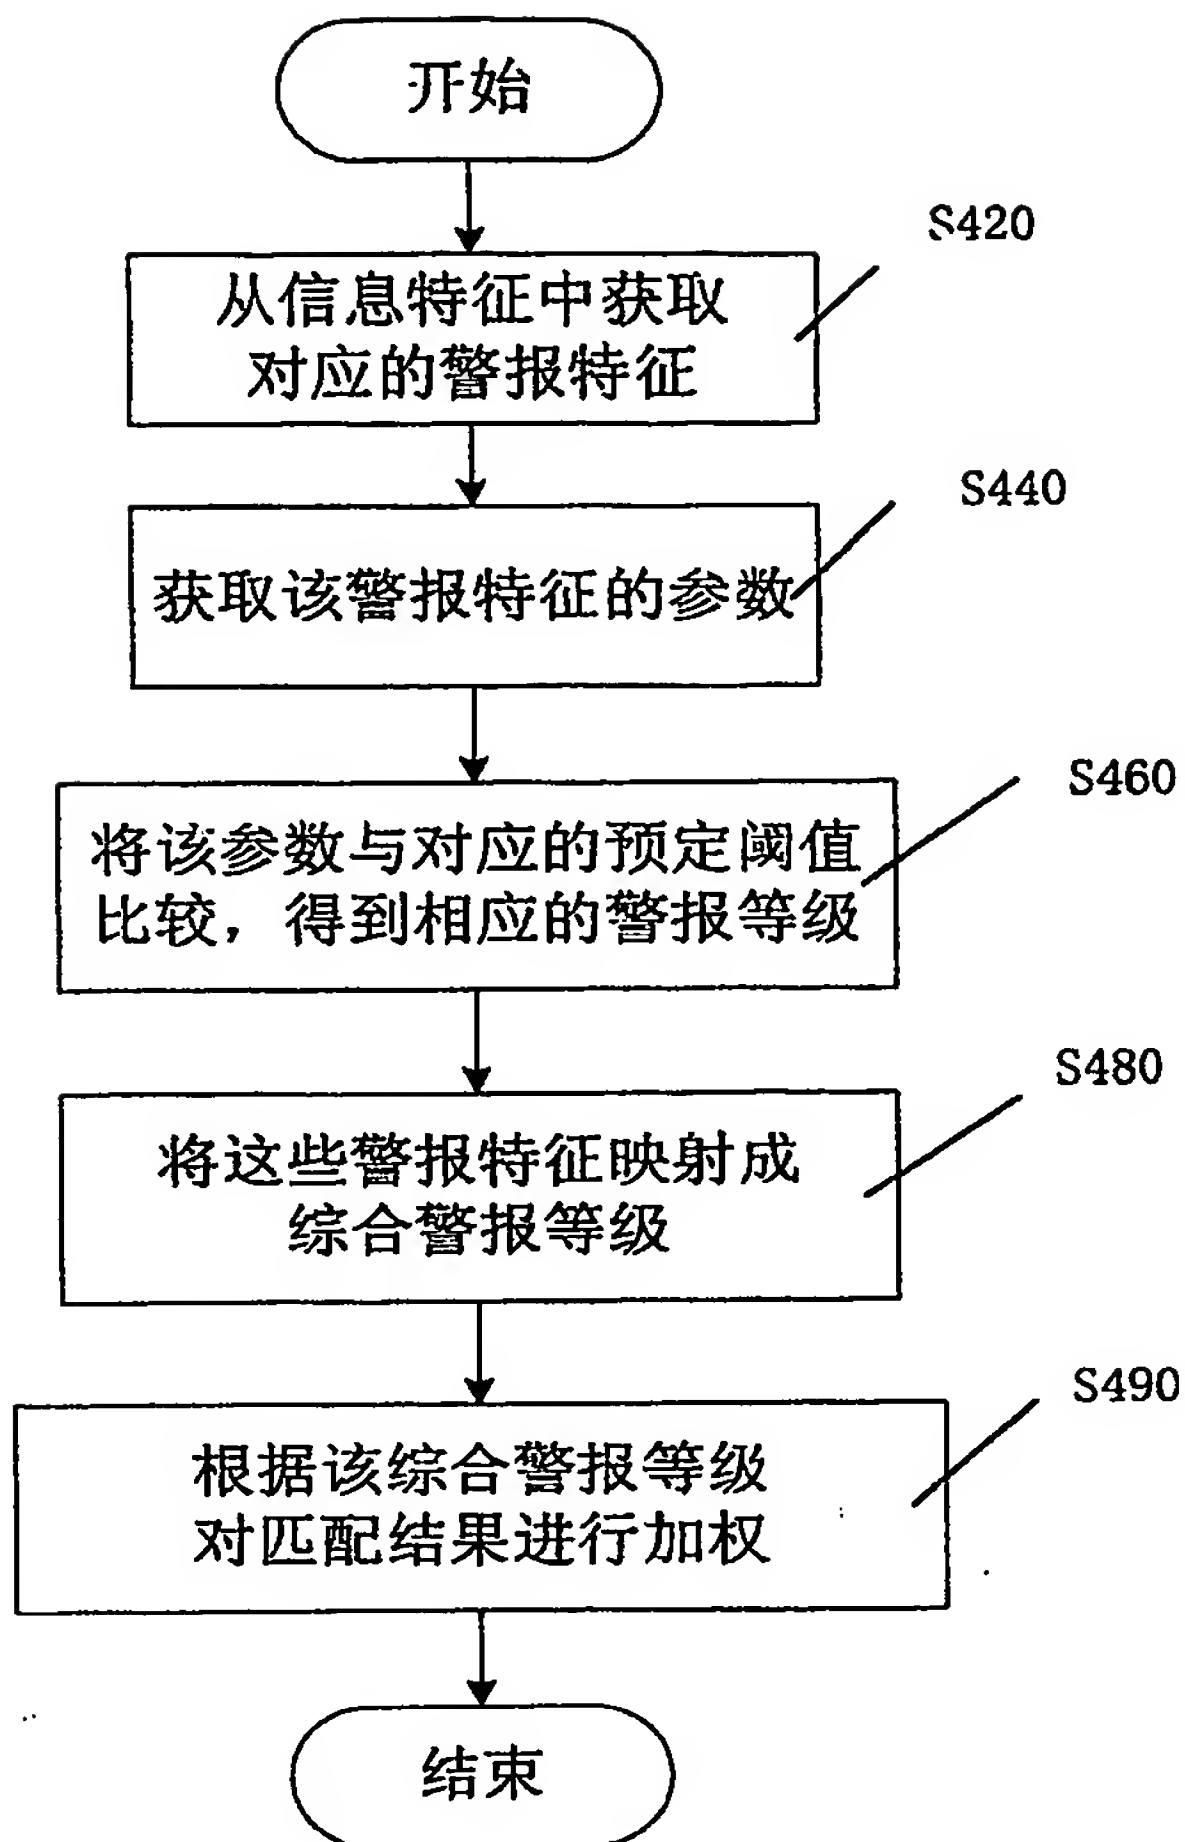 开始
S420
从信息特征中获取
对应的警报特征
S440
获取该警报特征的参数
S460
将该参数与对应的预定阈值
比较，得到相应的警报等级
S480
将这些警报特征映射成
综合警报等级
S490
根据该综合警报等级
对匹配结果进行加权
结束